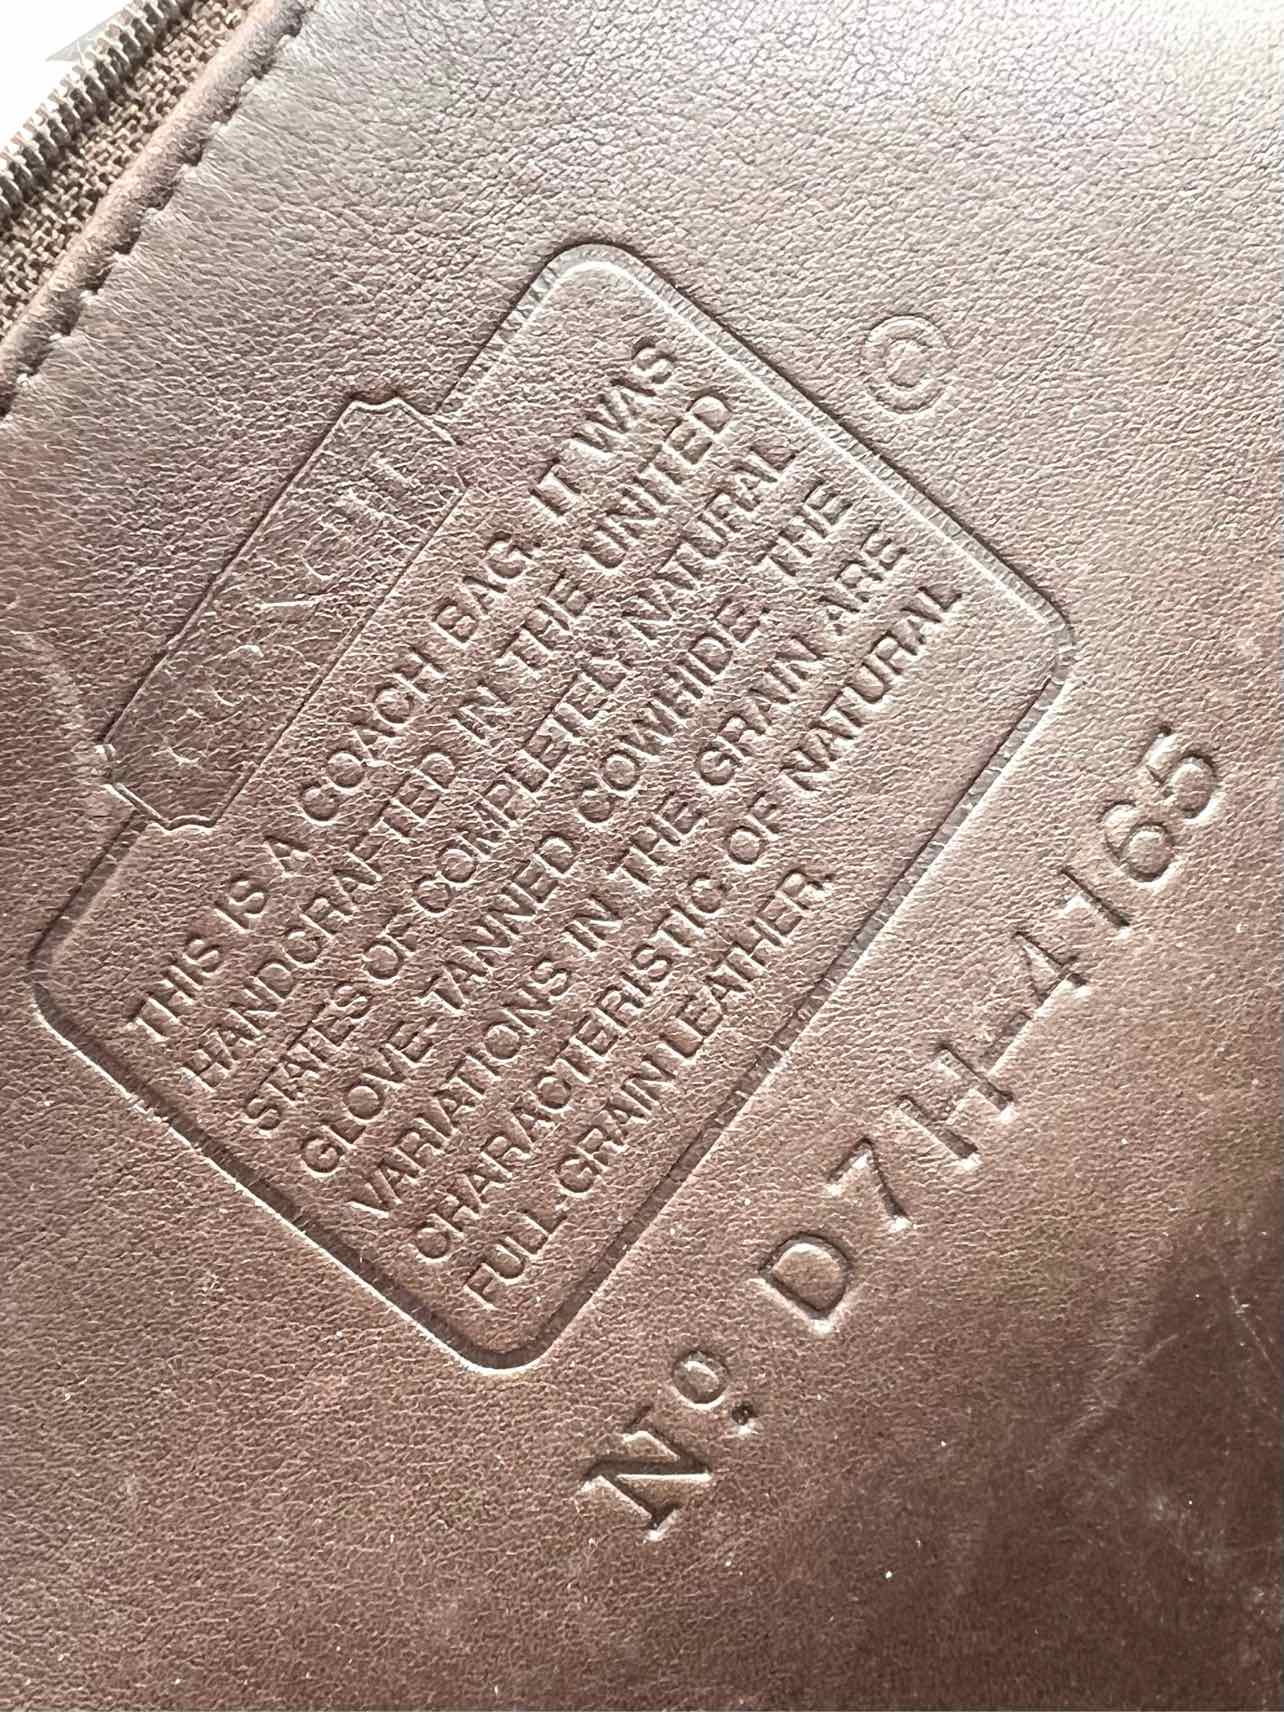 COACH
THIS IS A COACH BAG. IT WAS
HANDCRAFTED IN THE UNITED
STATES OF COMPLETELY NATURAL
GLOVE-TANNED COWHIDE. THE
VARIATIONS IN THE GRAIN ARE
CHARACTERISTIC OF NATURAL
FULL-GRAIN LEATHER.
©
No. D7H-4165